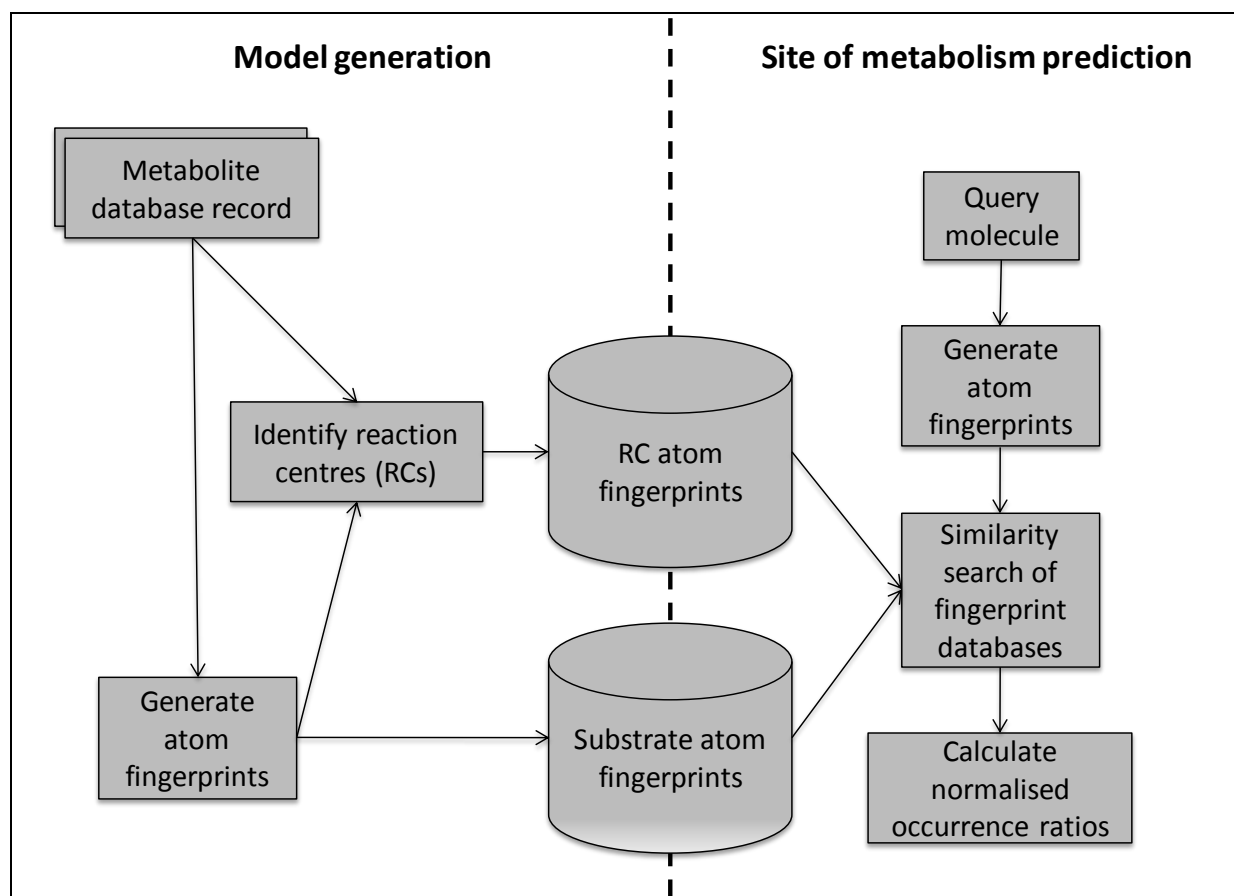 Model generation
Metabolite
database record
Identify reaction
centres (RCs)
Generate
atom
fingerprints
RC atom
fingerprints
Substrate atom
fingerprints
Site of metabolism prediction
Query
molecule
Generate
atom
fingerprints
Similarity
search of
fingerprint
databases
Calculate
normalised
occurrence ratios